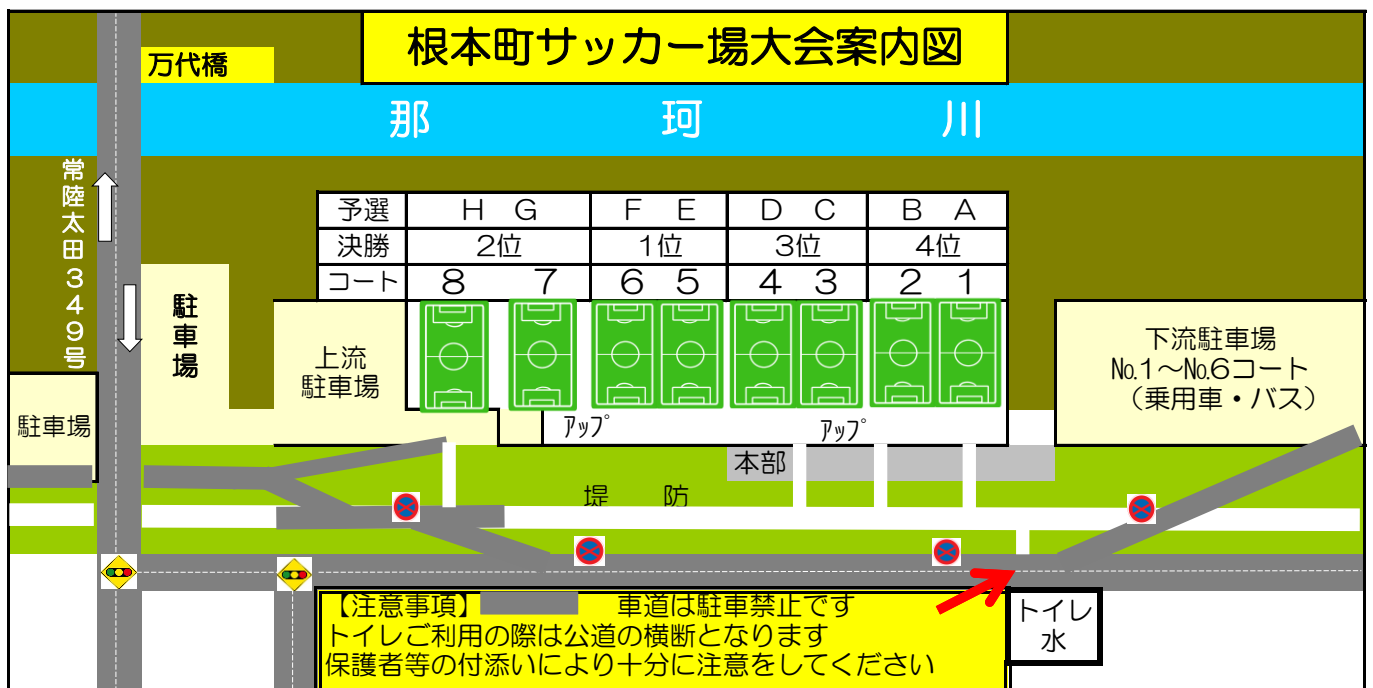 根本町サッカー場大会案内図
万代橋
那珂川
常陸太田349号
予選 H G F E D C B A
決勝 2位 1位 3位 4位
コート 8 7 6 5 4 3 2 1
駐車場
上流
駐車場
下流駐車場
№1～№6コート
（乗用車・バス）
駐車場
ｱｯﾌﾟ ｱｯﾌﾟ
本部
堤防
【注意事項】 車道は駐車禁止です
トイレご利用の際は公道の横断となります
保護者等の付添いにより十分に注意をしてください
トイレ
水